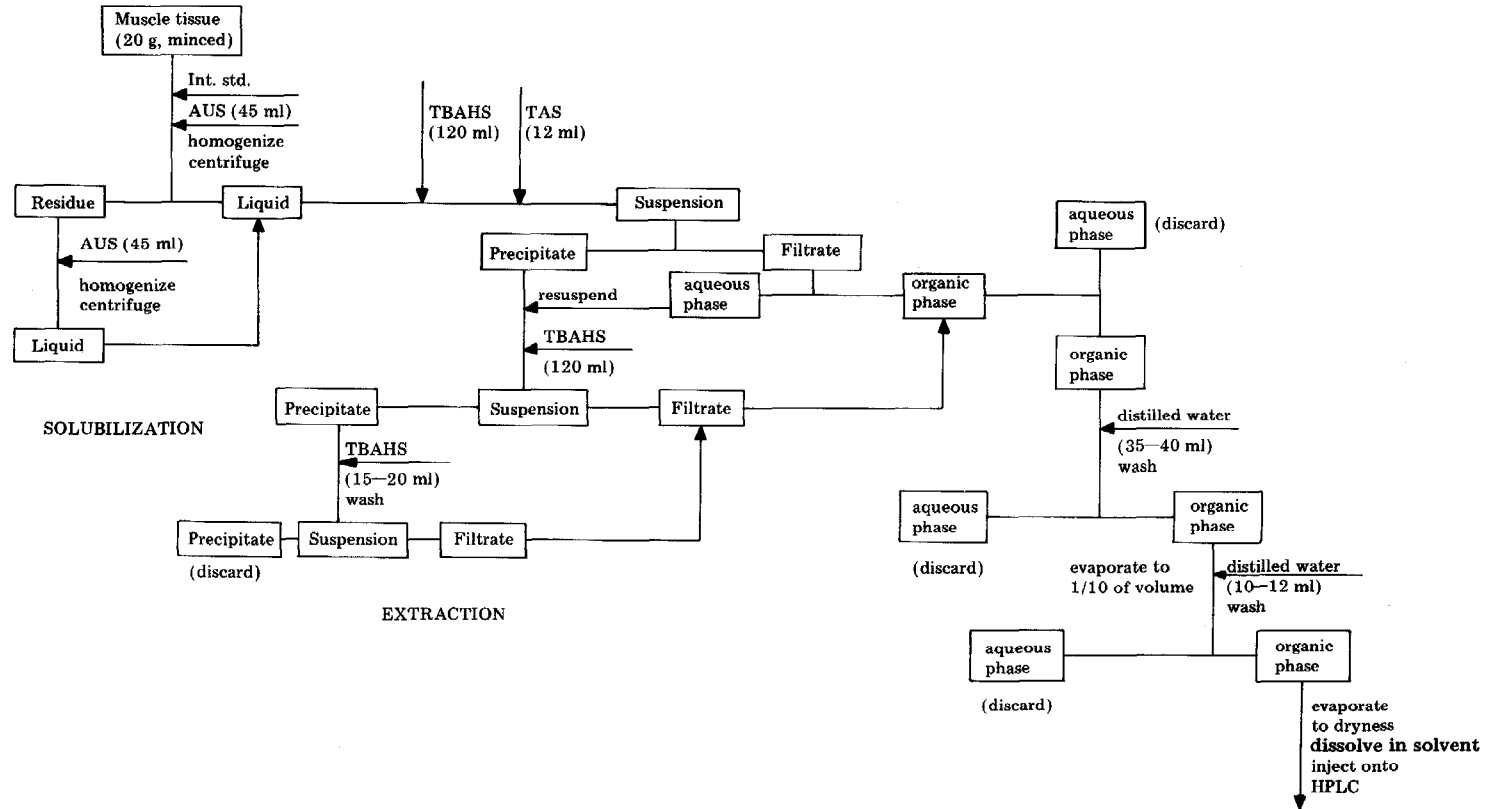 Muscle tissue
(20 g, minced)
Int. std.
AUS (45 ml)
homogenize
centrifuge
Residue
Liquid
AUS (45 ml)
homogenize
centrifuge
Liquid
SOLUBILIZATION
TBAHS
(120 ml)
TAS
(12 ml)
Suspension
Precipitate
Filtrate
resuspend
aqueous
phase
organic
phase
TBAHS
(120 ml)
Precipitate
Suspension
Filtrate
TBAHS
(15—20 ml)
wash
Precipitate
Suspension
Filtrate
(discard)
EXTRACTION
aqueous
phase
(discard)
organic
phase
distilled water
(35—40 ml)
wash
aqueous
phase
organic
phase
(discard)
evaporate to
1/10 of volume
distilled water
(10—12 ml)
wash
aqueous
phase
organic
phase
(discard)
evaporate
to dryness
dissolve in solvent
inject onto
HPLC